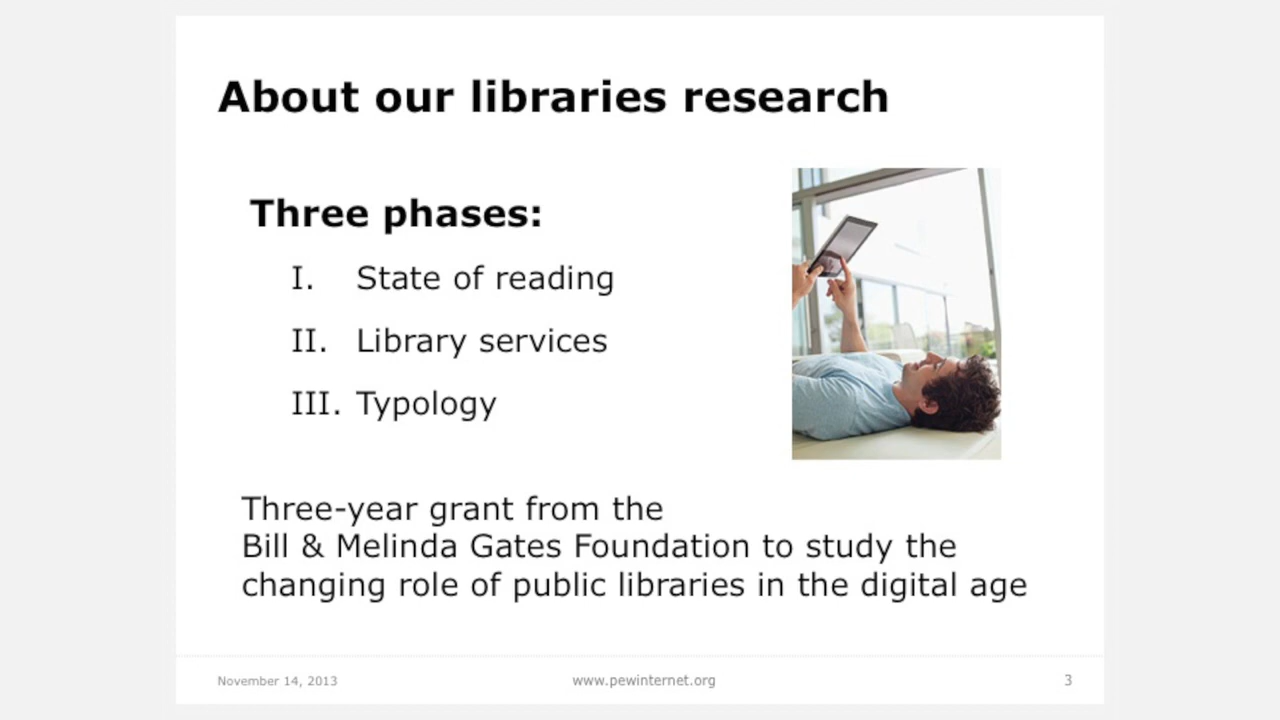 About our libraries research
Three phases:
I. State of reading
II. Library services
III. Typology
Three-year grant from the
Bill & Melinda Gates Foundation to study the
changing role of public libraries in the digital age
November 14, 2013
www.pewinternet.org
3